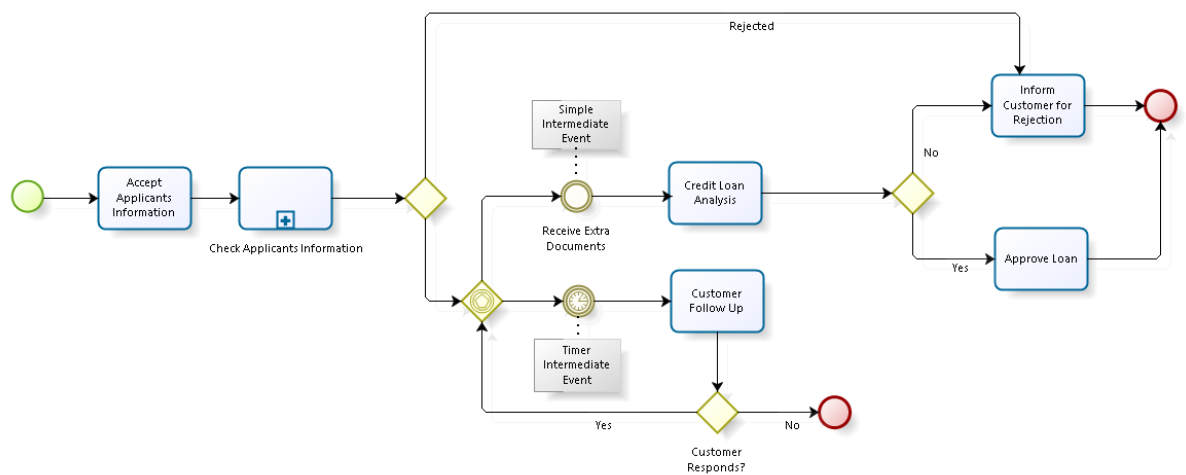 Rejected
Simple
Intermediate
Event
Inform
Customer for
Rejection
No
Accept
Applicants
Information
Check Applicants Information
Receive Extra
Documents
Credit Loan
Analysis
Yes
Approve Loan
Customer
Follow Up
Timer
Intermediate
Event
Yes
No
Customer
Responds?